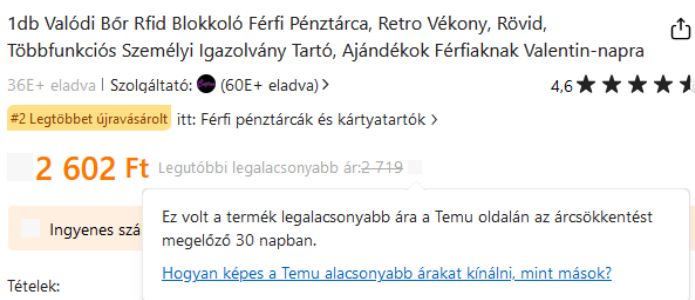 1db Valódi Bőr Rfid Blokkoló Férfi Pénztárca, Retro Vékony, Rövid,
Többfunkciós Személyi Igazolvány Tartó, Ajándékok Férfiaknak Valentin-napra
36E+ eladva | Szolgáltató: (60E+ eladva) >
4,6
#2 Legtöbbet újravásárolt itt: Férfi pénztárcák és kártyatartók >
2 602 Ft Legutóbbi legalacsonyabb ár:2 719
Ez volt a termék legalacsonyabb ára a Temu oldalán az árcsökkentést
megelőző 30 napban.
Ingyenes szá
Hogyan képes a Temu alacsonyabb árakat kínálni, mint mások?
Tételek: